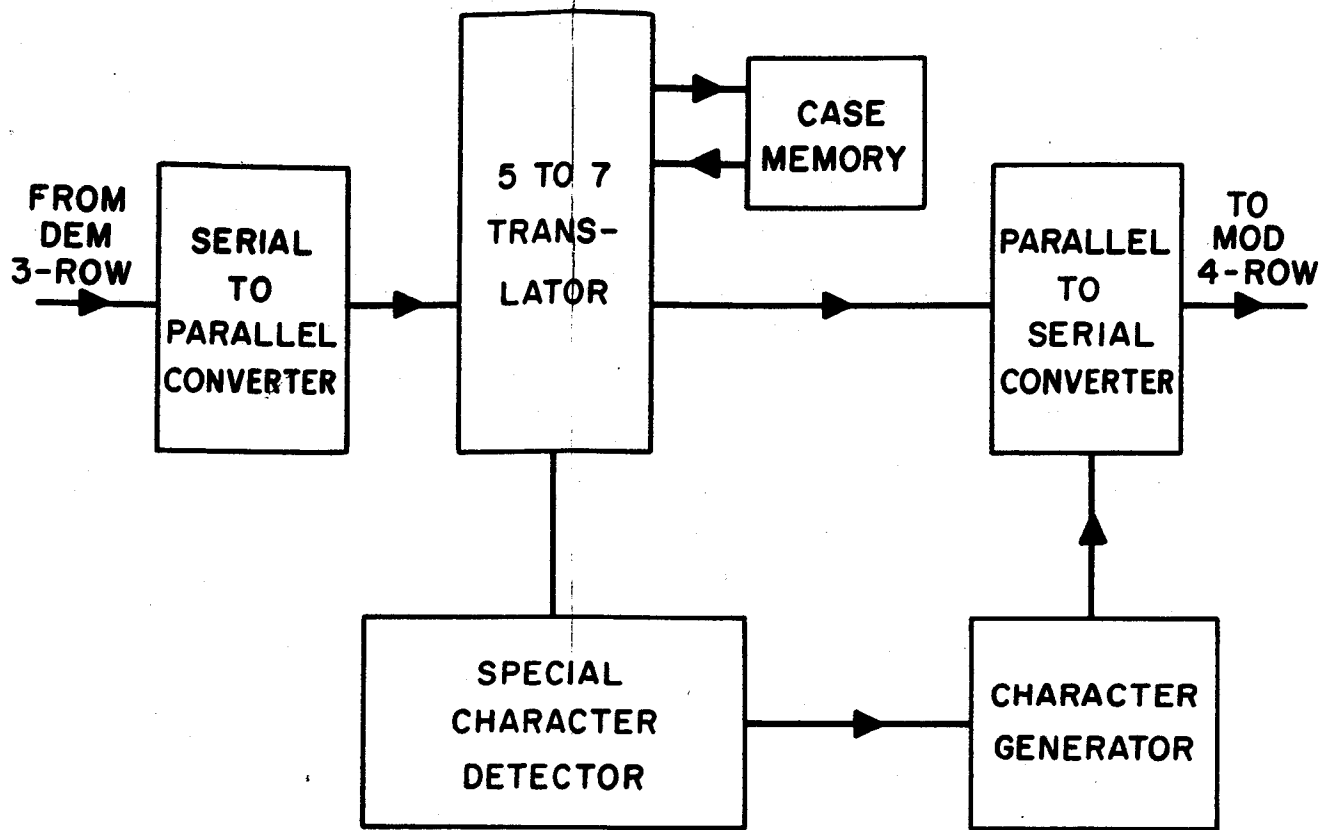 FROM
DEM
3-ROW
SERIAL
TO
PARALLEL
CONVERTER
5 TO 7
TRANS-
LATOR
CASE
MEMORY
PARALLEL
TO
SERIAL
CONVERTER
TO
MOD
4-ROW
SPECIAL
CHARACTER
DETECTOR
CHARACTER
GENERATOR